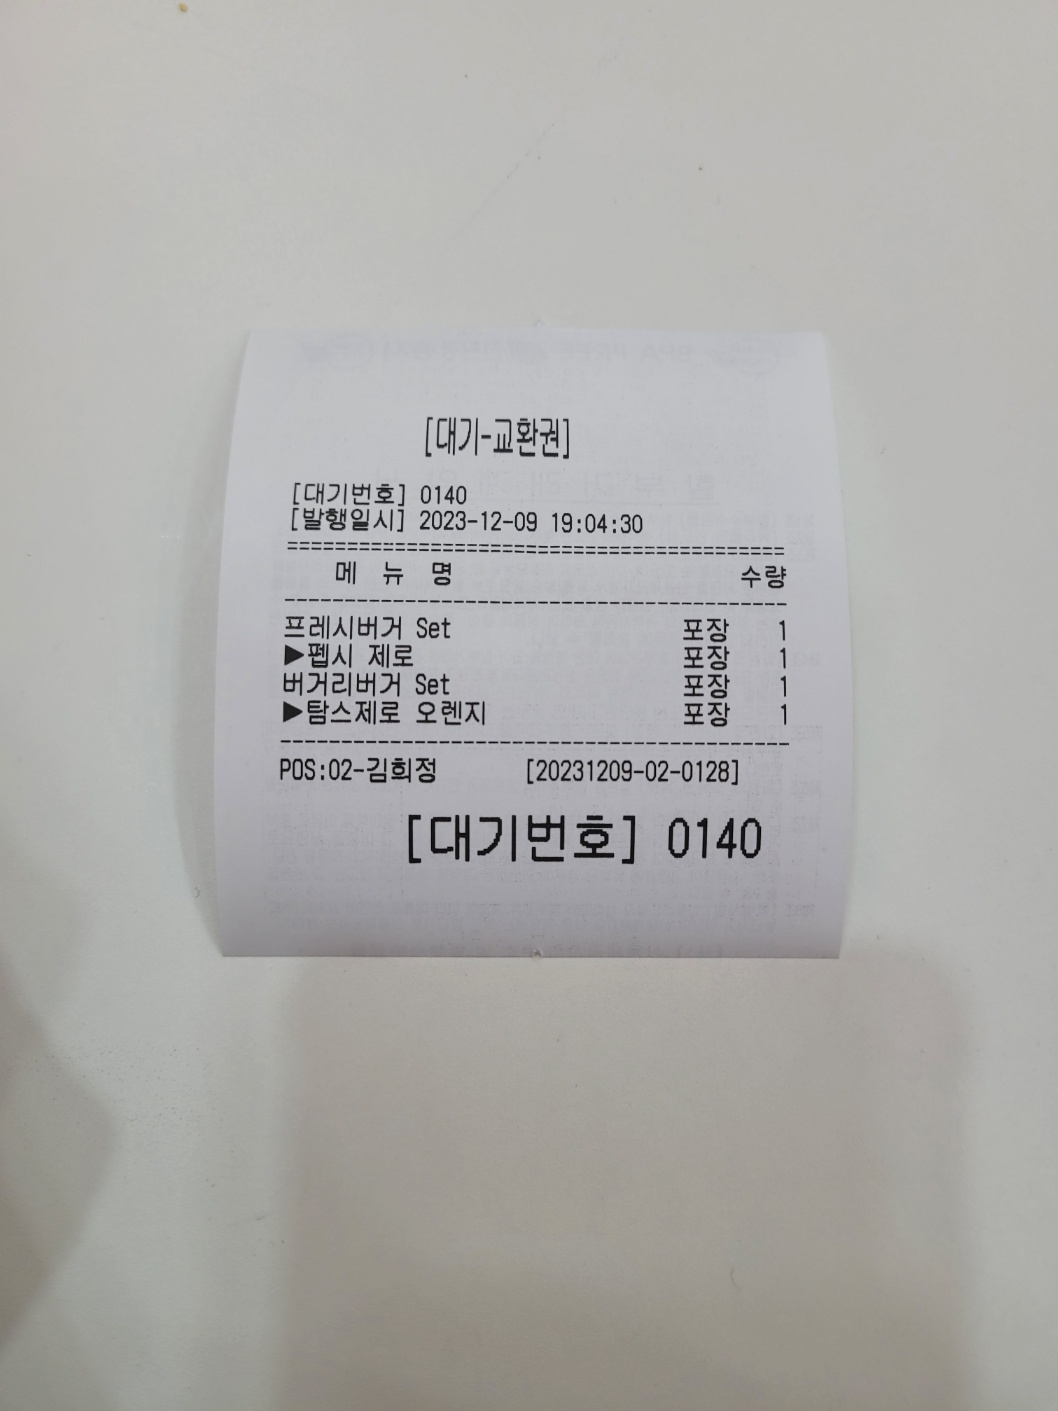 [대기-교환권]
[대기번호] 0140
[발행일시] 2023-12-09 19:04:30
==========================================
메 뉴 명 수량
------------------------------------------
프레시버거 Set 포장 1
▶펩시 제로 포장 1
버거리버거 Set 포장 1
▶탐스제로 오렌지 포장 1
------------------------------------------
POS:02-김희정 [20231209-02-0128]
[대기번호] 0140